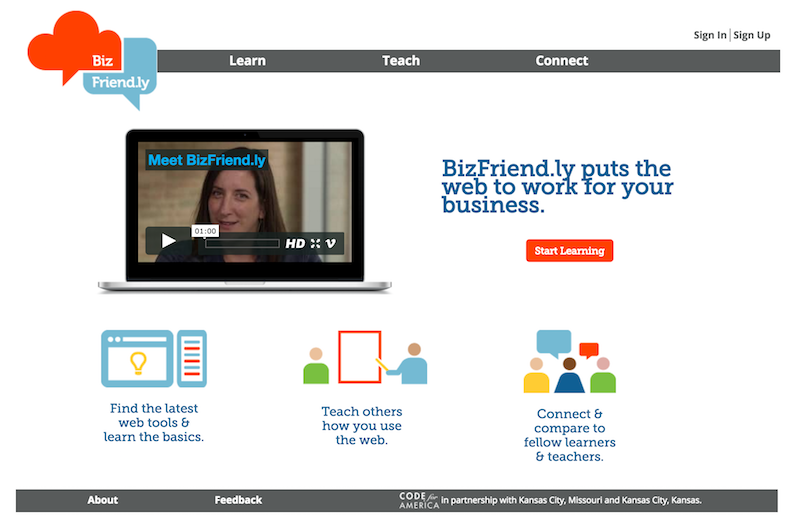 Sign In | Sign Up
Biz
Friend.ly
Learn Teach Connect
Meet BizFriend.ly
01:00
HD
BizFriend.ly puts the
web to work for your
business.
Start Learning
Find the latest
web tools &
learn the basics.
Teach others
how you use
the web.
Connect &
compare to
fellow learners
& teachers.
About Feedback
CODE for
AMERICA
in partnership with Kansas City, Missouri and Kansas City, Kansas.